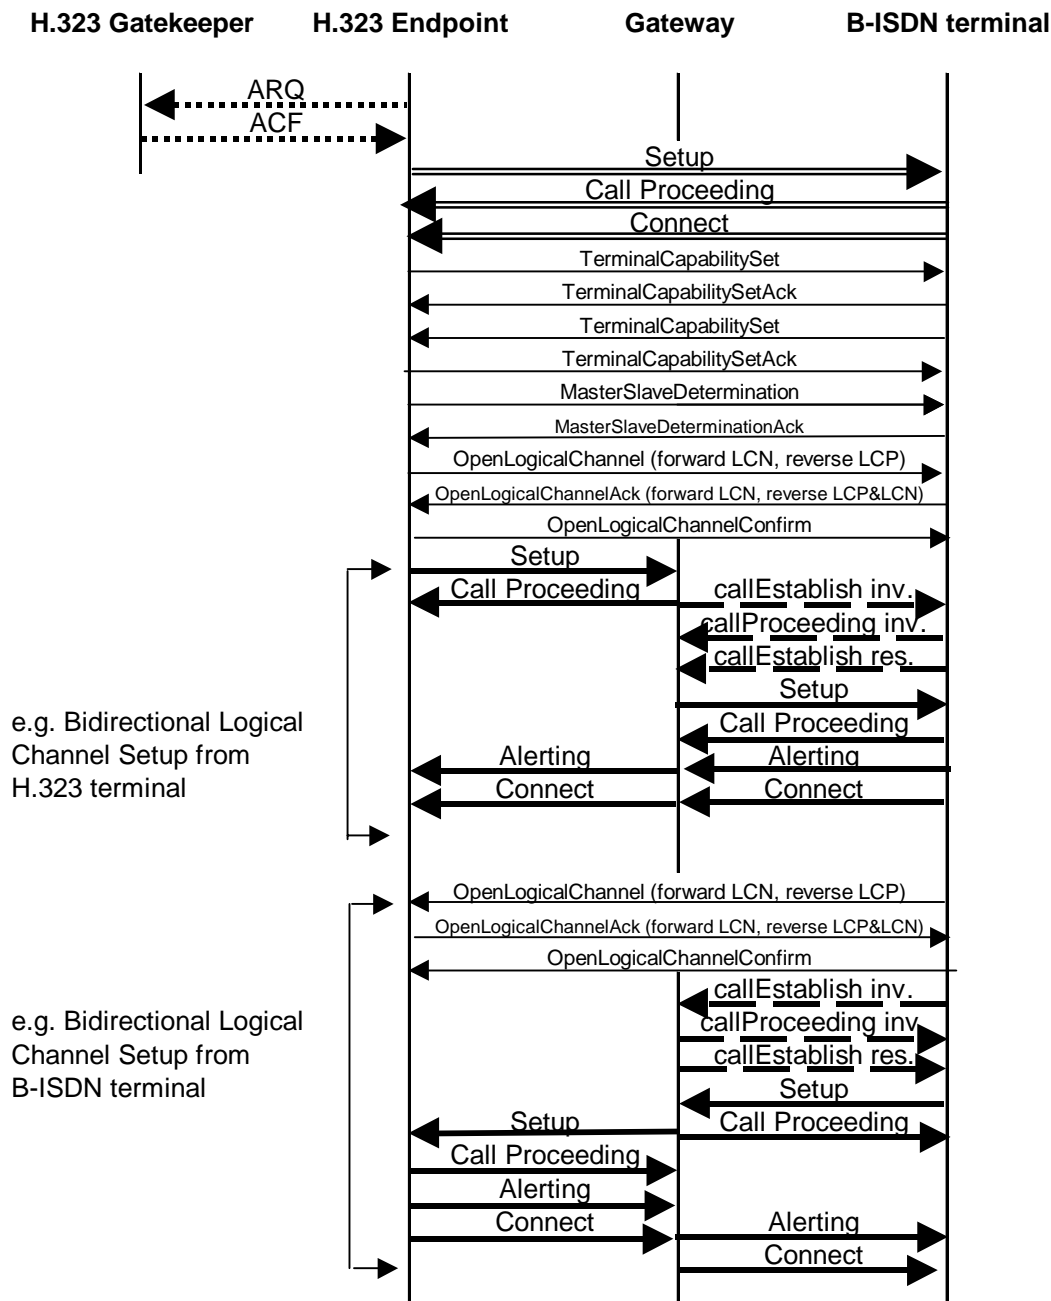 H.323 Gatekeeper H.323 Endpoint Gateway B-ISDN terminal
ARQ
ACF
Setup
Call Proceeding
Connect
TerminalCapabilitySet
TerminalCapabilitySetAck
TerminalCapabilitySet
TerminalCapabilitySetAck
MasterSlaveDetermination
MasterSlaveDeterminationAck
OpenLogicalChannel (forward LCN, reverse LCP)
OpenLogicalChannelAck (forward LCN, reverse LCP&LCN)
OpenLogicalChannelConfirm
Setup
Call Proceeding callEstablish inv.
callProceeding inv.
callEstablish res.
Setup
e.g. Bidirectional Logical
Channel Setup from
H.323 terminal
Call Proceeding
Alerting Alerting
Connect Connect
OpenLogicalChannel (forward LCN, reverse LCP)
OpenLogicalChannelAck (forward LCN, reverse LCP&LCN)
OpenLogicalChannelConfirm
callEstablish inv.
e.g. Bidirectional Logical
Channel Setup from
B-ISDN terminal
callProceeding inv
callEstablish res.
Setup
Setup Call Proceeding
Call Proceeding
Alerting
Connect Alerting
Connect